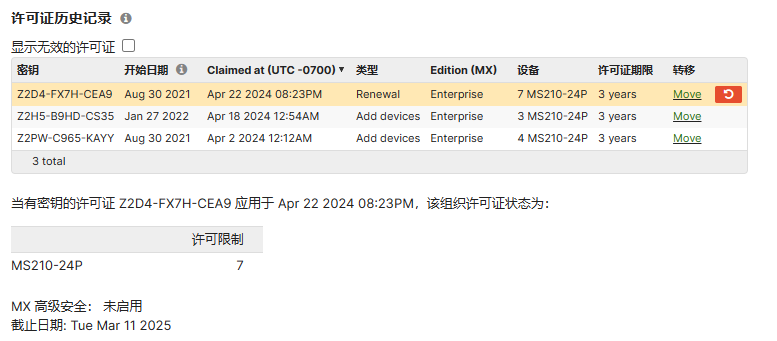 许可证历史记录
显示无效的许可证
密钥 开始日期 Claimed at (UTC -0700) 类型 Edition (MX) 设备 许可证期限 转移
Z2D4-FX7H-CEA9 Aug 30 2021 Apr 22 2024 08:23PM Renewal Enterprise 7 MS210-24P 3 years Move
Z2H5-B9HD-CS35 Jan 27 2022 Apr 18 2024 12:54AM Add devices Enterprise 3 MS210-24P 3 years Move
Z2PW-C965-KAYY Aug 30 2021 Apr 2 2024 12:12AM Add devices Enterprise 4 MS210-24P 3 years Move
3 total
当有密钥的许可证 Z2D4-FX7H-CEA9 应用于 Apr 22 2024 08:23PM，该组织许可证状态为：
许可限制
MS210-24P 7
MX 高级安全： 未启用
截止日期: Tue Mar 11 2025